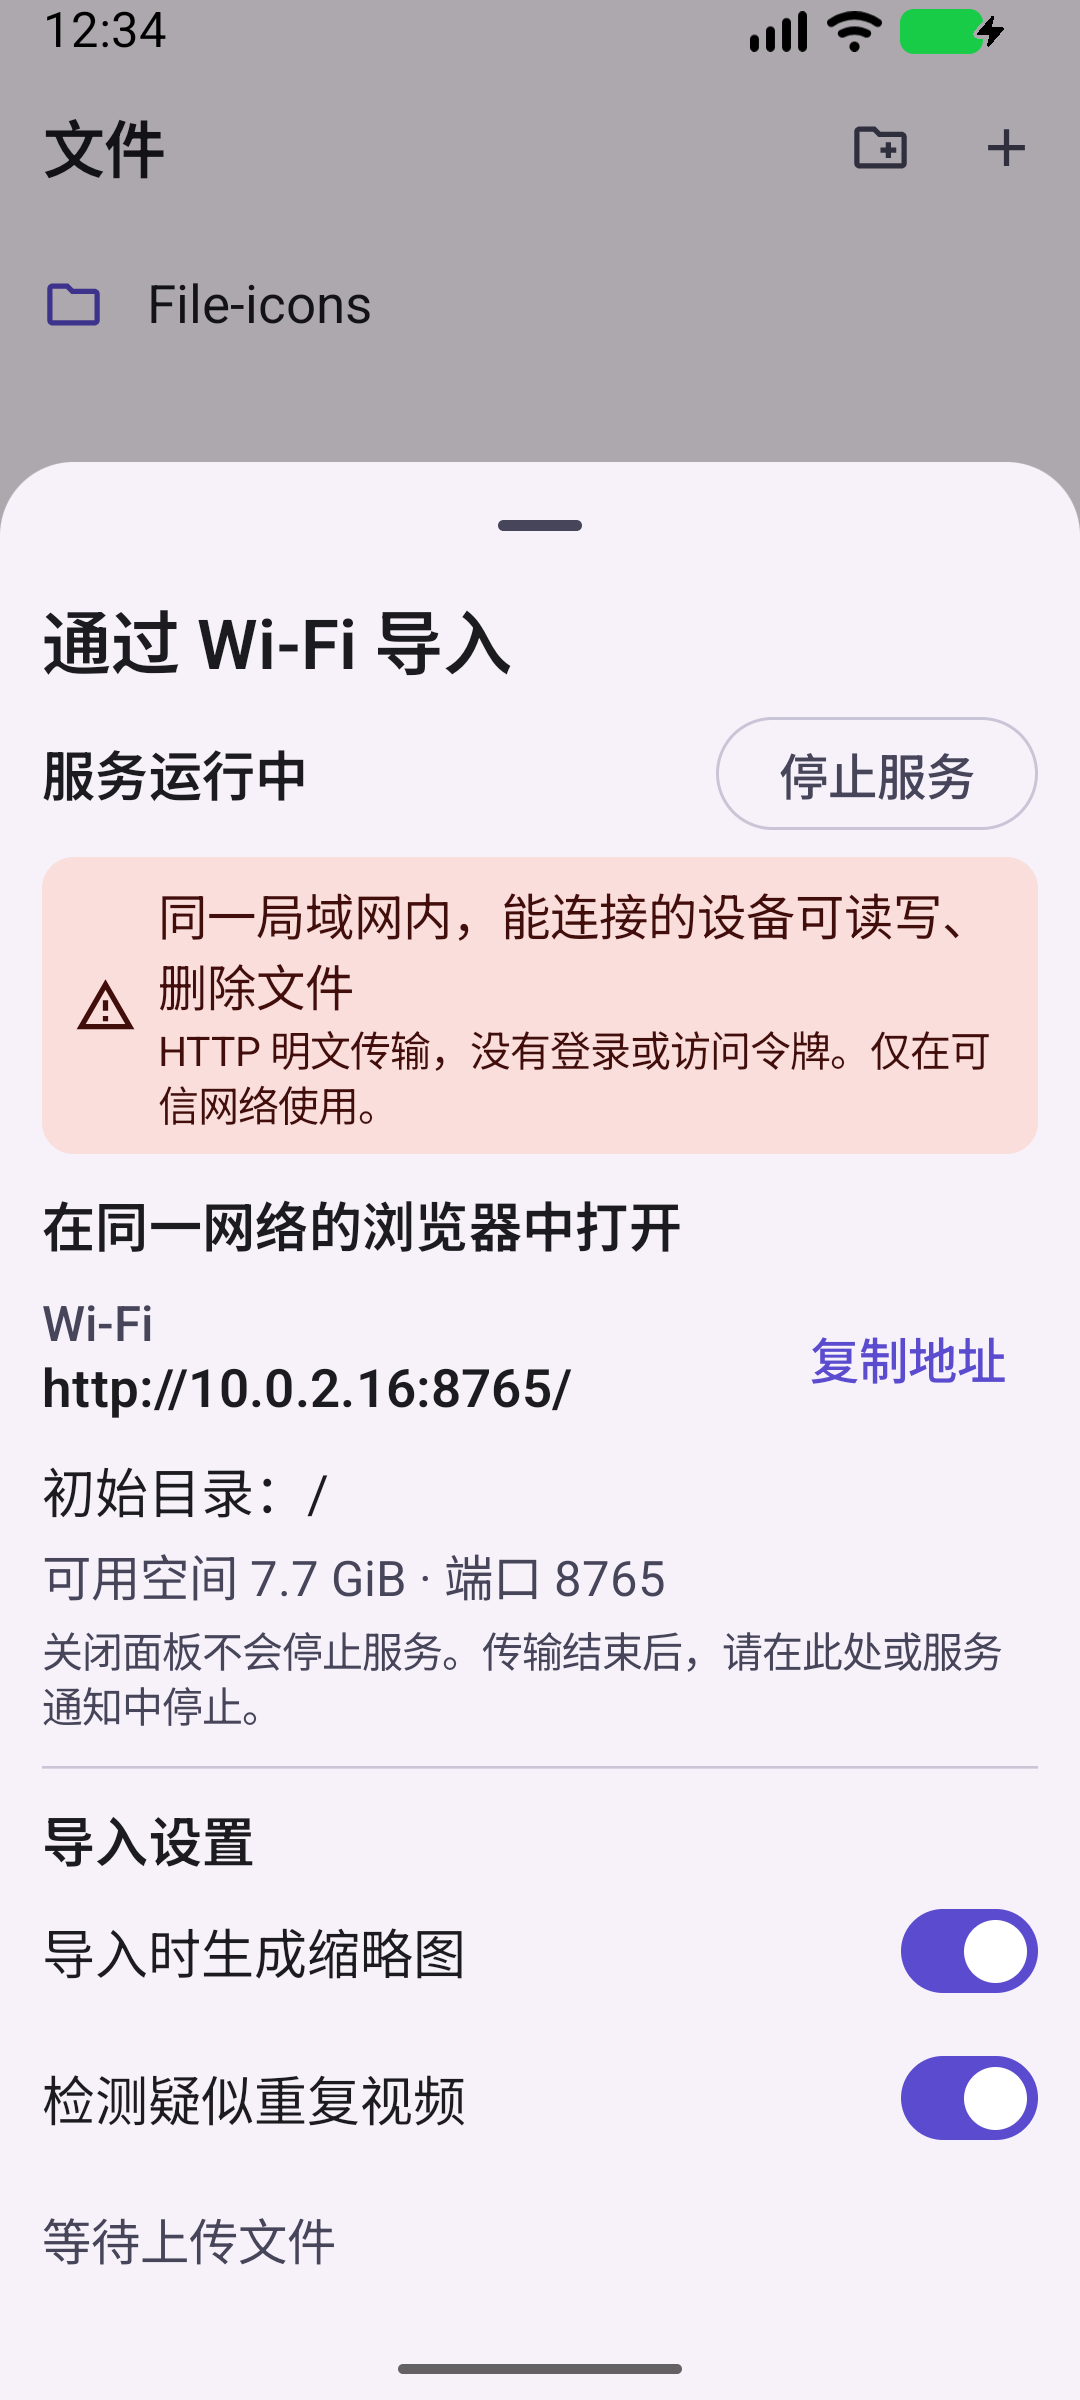 12:34
文件
File-icons
通过 Wi-Fi 导入
服务运行中
停止服务
同一局域网内，能连接的设备可读写、
删除文件
HTTP 明文传输，没有登录或访问令牌。仅在可
信网络使用。
在同一网络的浏览器中打开
Wi-Fi
http://10.0.2.16:8765/
复制地址
初始目录：/
可用空间 7.7 GiB · 端口 8765
关闭面板不会停止服务。传输结束后，请在此处或服务
通知中停止。
导入设置
导入时生成缩略图
检测疑似重复视频
等待上传文件